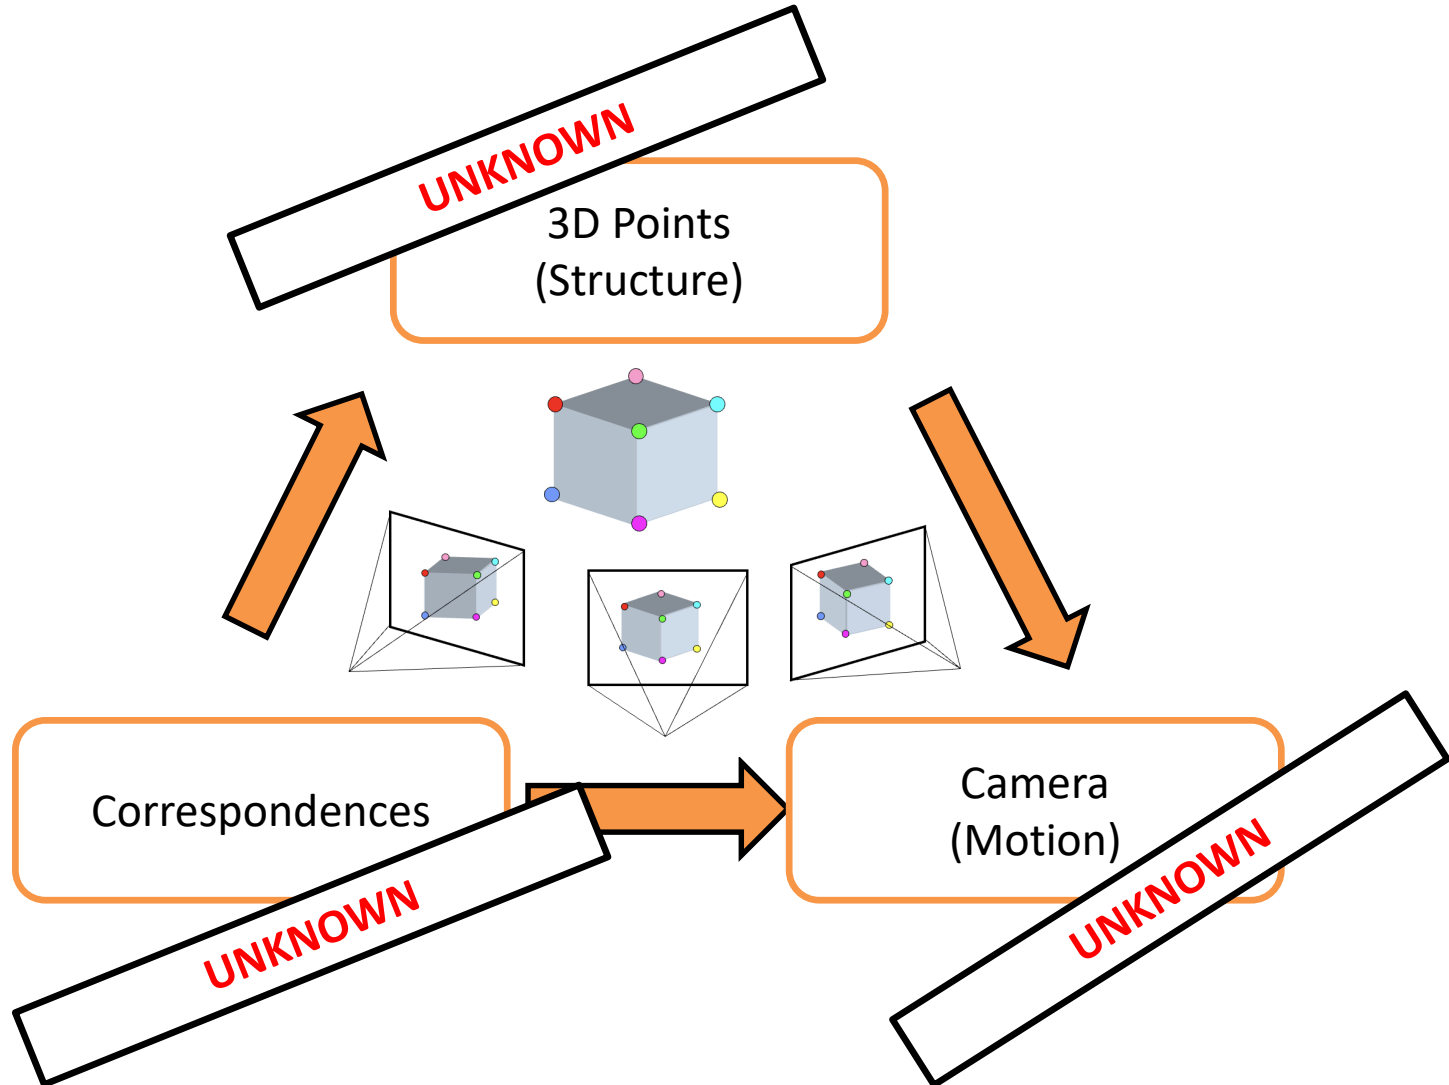 UNKNOWN
3D Points
(Structure)
Correspondences
UNKNOWN
Camera
(Motion)
UNKNOWN